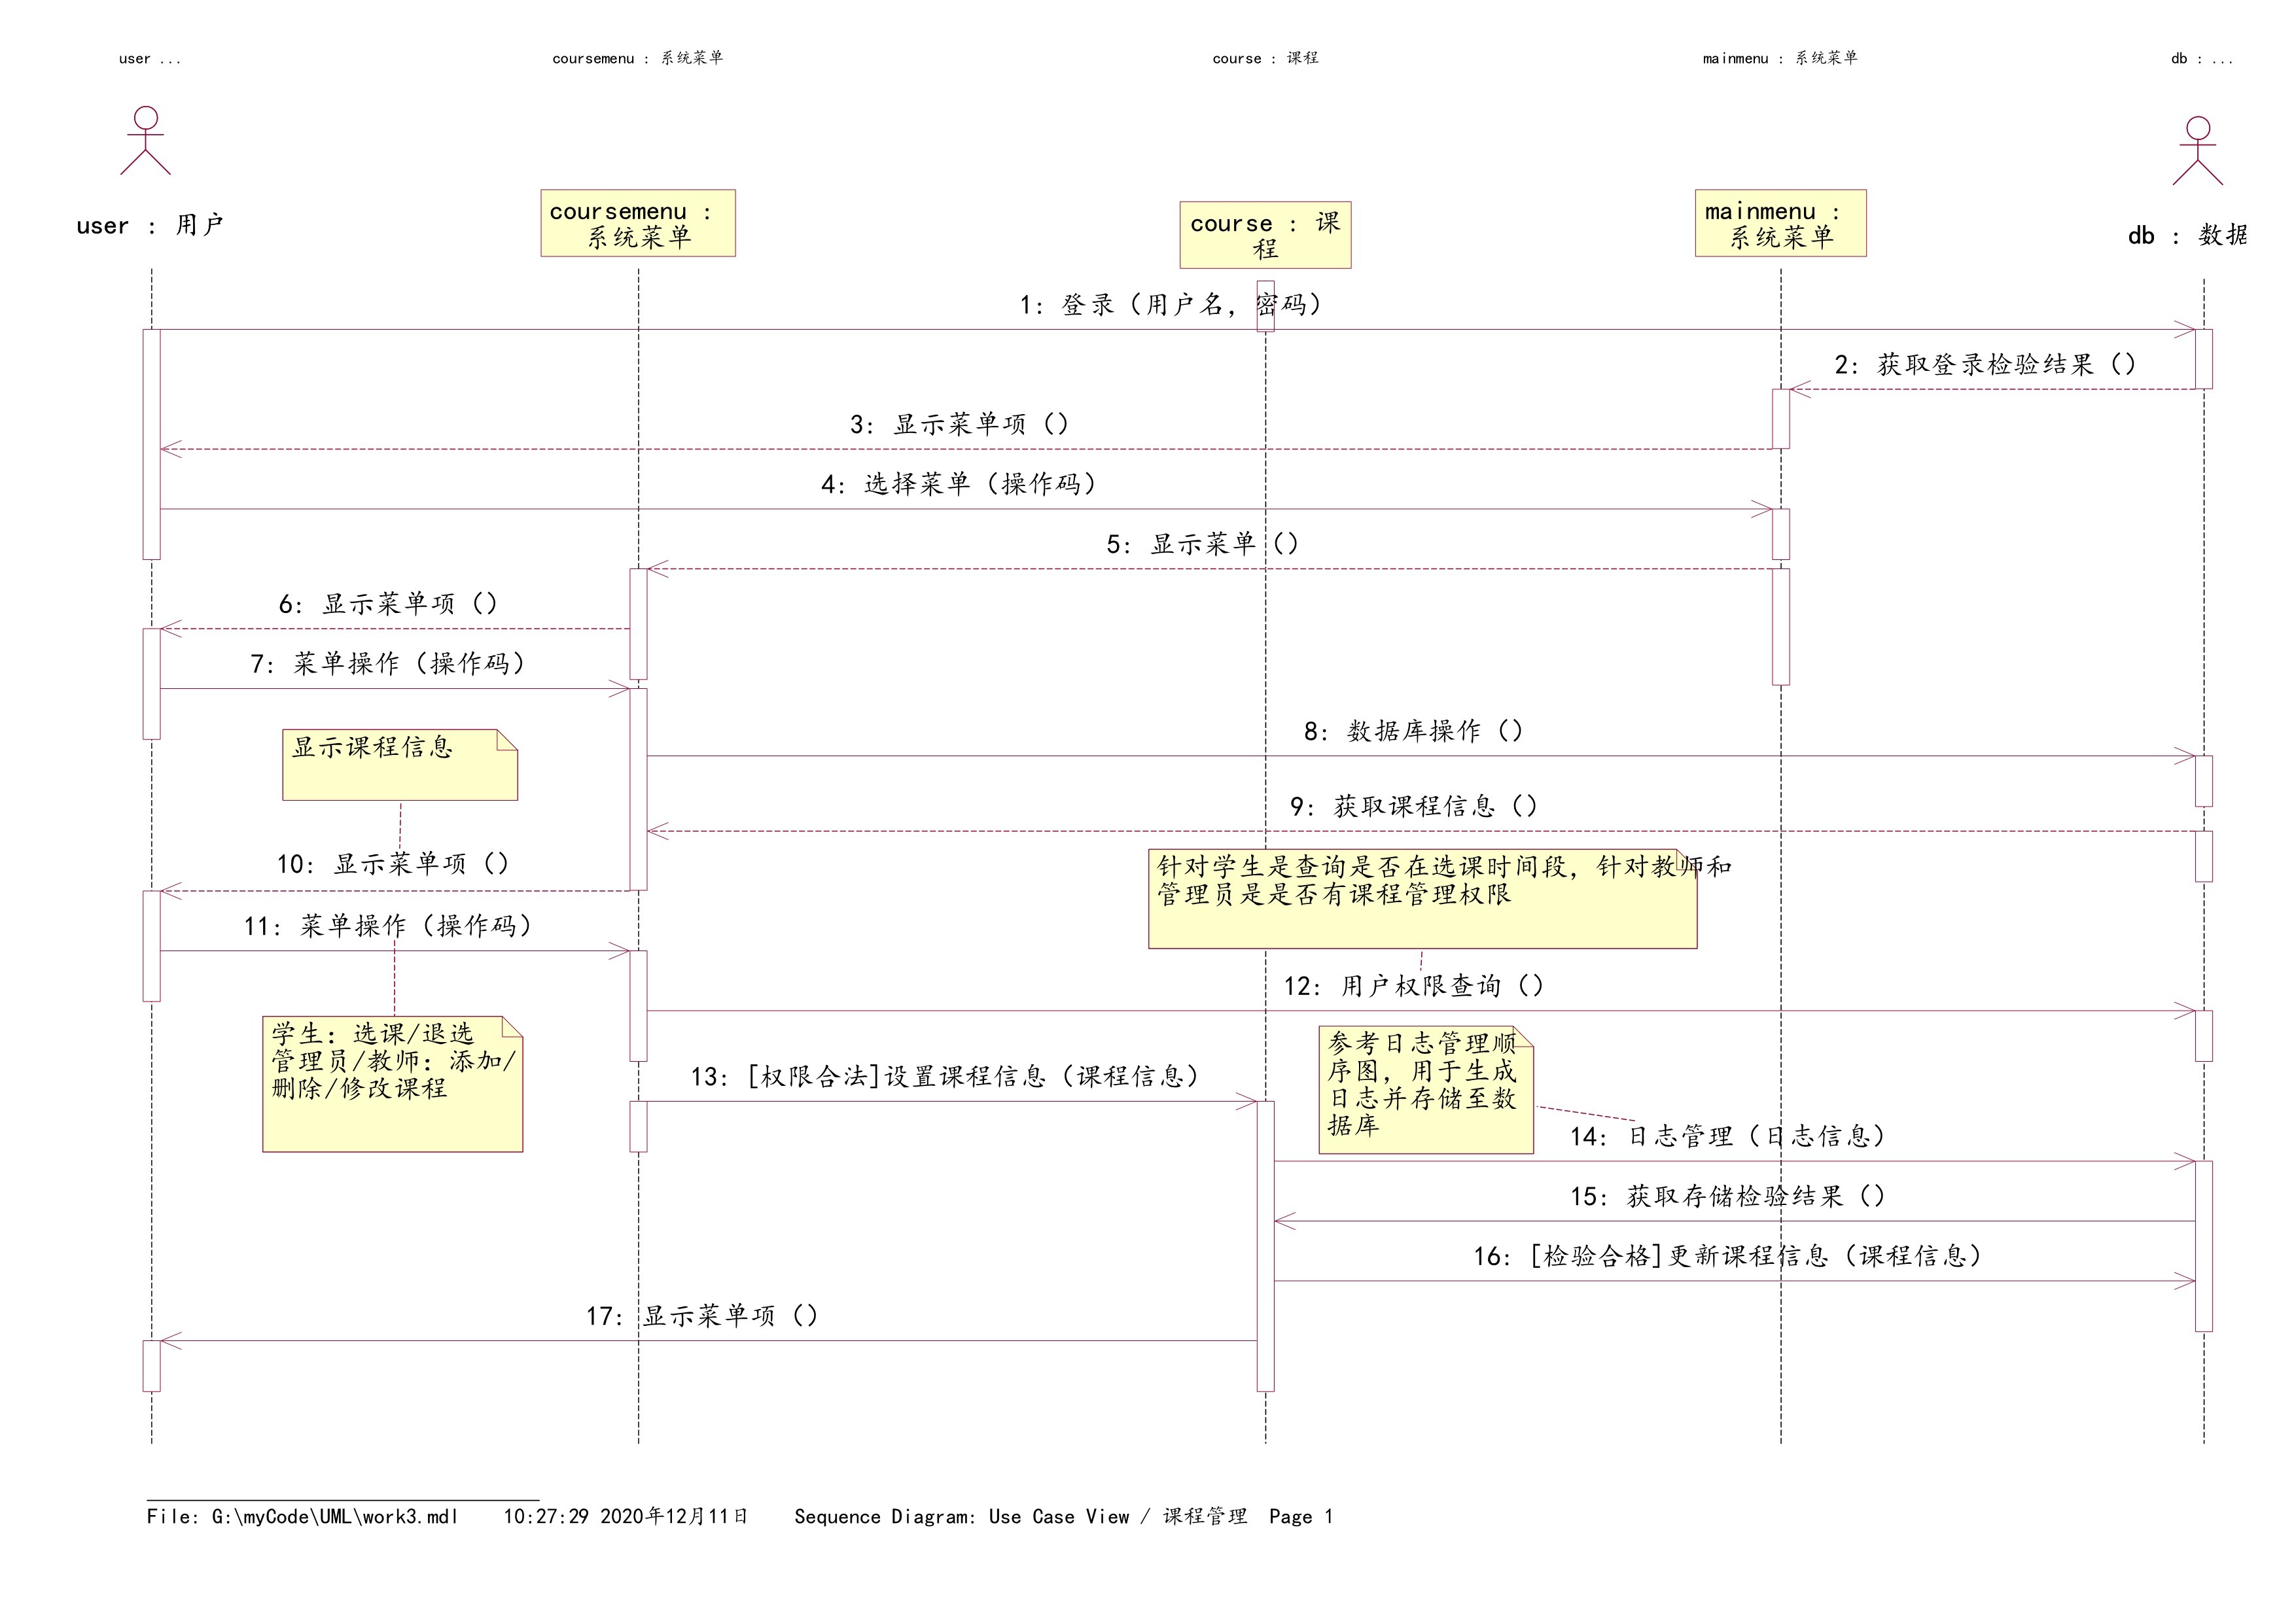 user ...
coursemenu : 系统菜单
course : 课程
mainmenu : 系统菜单
db : ...
user : 用户
coursemenu :
系统菜单
course : 课
程
mainmenu :
系统菜单
db : 数据
1: 登录（用户名，密码）
2: 获取登录检验结果（）
3: 显示菜单项（）
4: 选择菜单（操作码）
5: 显示菜单（）
6: 显示菜单项（）
7: 菜单操作（操作码）
8: 数据库操作（）
显示课程信息
9: 获取课程信息（）
10: 显示菜单项（）
针对学生是查询是否在选课时间段，针对教师和
管理员是是否有课程管理权限
11: 菜单操作（操作码）
12: 用户权限查询（）
学生：选课/退选
管理员/教师：添加/
删除/修改课程
参考日志管理顺
序图，用于生成
日志并存储至数
据库
13: [权限合法]设置课程信息（课程信息）
14: 日志管理（日志信息）
15: 获取存储检验结果（）
16: [检验合格]更新课程信息（课程信息）
17: 显示菜单项（）
File: G:\myCode\UML\work3.mdl    10:27:29 2020年12月11日    Sequence Diagram: Use Case View / 课程管理  Page 1